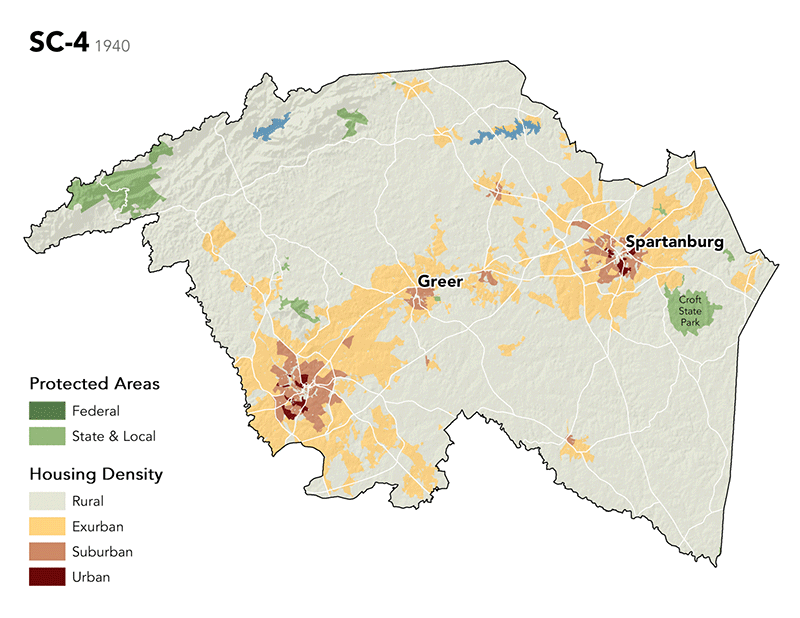 SC-4 1940
Spartanburg
Greer
Croft
State
Park
Protected Areas
Federal
State & Local
Housing Density
Rural
Exurban
Suburban
Urban